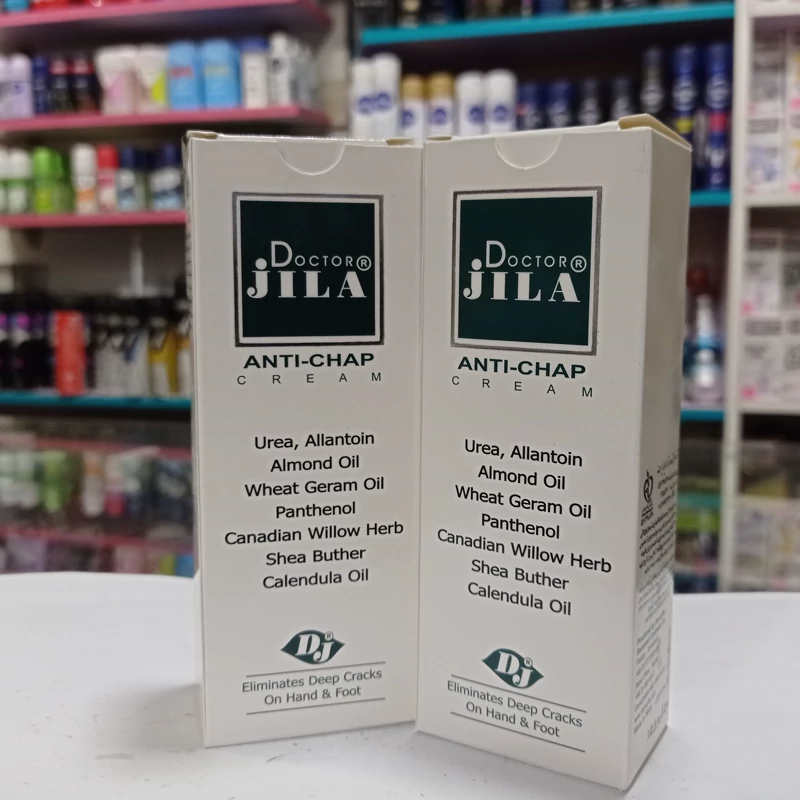 DOCTOR®
jILA
ANTI-CHAP
CREAM
Urea, Allantoin
Almond Oil
Wheat Geram Oil
Panthenol
Canadian Willow Herb
Shea Buther
Calendula Oil
DJ®
Eliminates Deep Cracks
On Hand & Foot
DOCTOR®
jILA
ANTI-CHAP
CREAM
Urea, Allantoin
Almond Oil
Wheat Geram Oil
Panthenol
Canadian Willow Herb
Shea Buther
Calendula Oil
DJ®
Eliminates Deep Cracks
On Hand & Foot